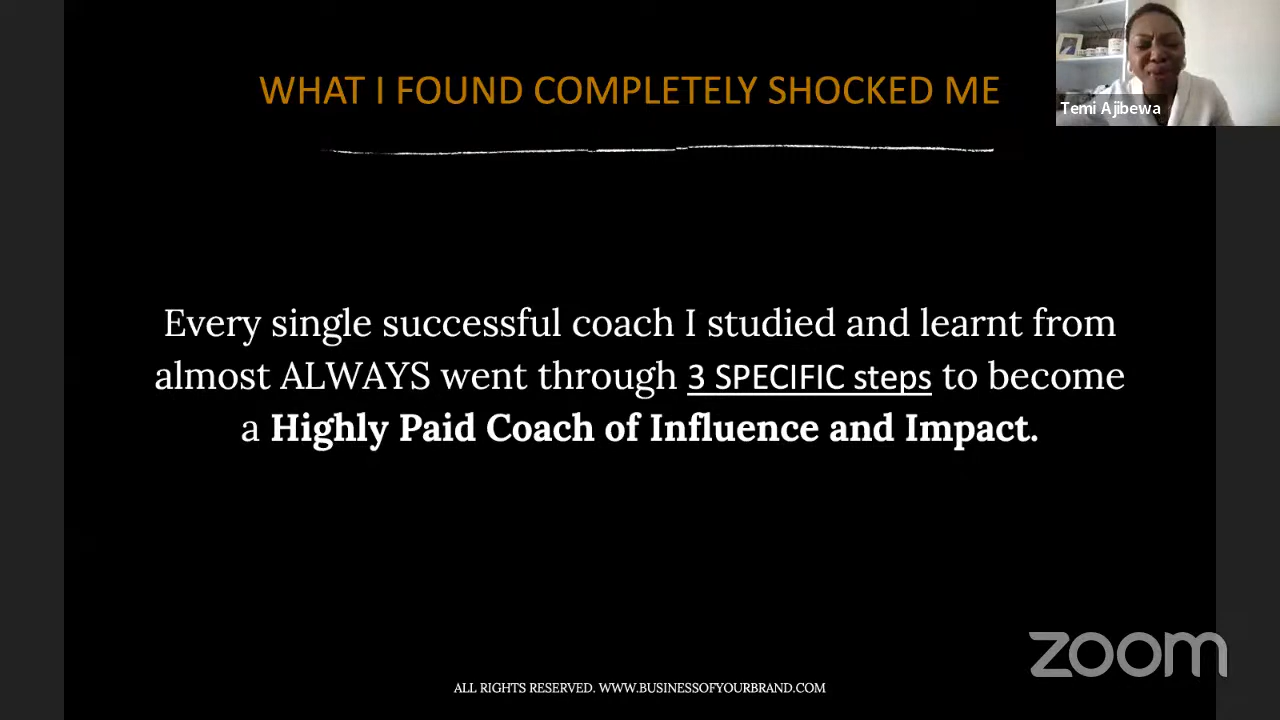 WHAT I FOUND COMPLETELY SHOCKED ME
Temi Ajibewa
Every single successful coach I studied and learnt from
almost ALWAYS went through 3 SPECIFIC steps to become
a Highly Paid Coach of Influence and Impact.
zoom
ALL RIGHTS RESERVED. WWW.BUSINESSOFYOURBRAND.COM